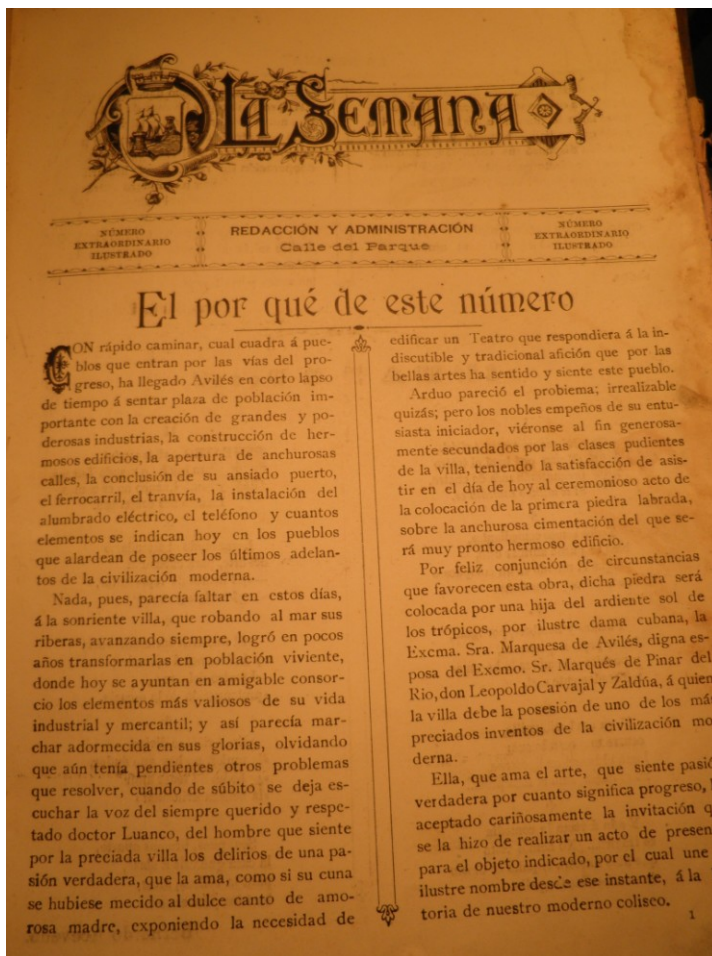 LA SEMANA
NÚMERO
EXTRAORDINARIO
ILUSTRADO
REDACCIÓN Y ADMINISTRACIÓN
Calle del Parque
NÚMERO
EXTRAORDINARIO
ILUSTRADO
El por qué de este número
CON rápido caminar, cual cuadra á pue-
blos que entran por las vías del pro-
greso, ha llegado Avilés en corto lapso
de tiempo á sentar plaza de población im-
portante con la creación de grandes y po-
derosas industrias, la construcción de her-
mosos edificios, la apertura de anchurosas
calles, la conclusión de su ansiado puerto,
el ferrocarril, el tranvía, la instalación del
alumbrado eléctrico, el teléfono y cuantos
elementos se indican hoy en los pueblos
que alardean de poseer los últimos adelan-
tos de la civilización moderna.
Nada, pues, parecía faltar en estos días,
á la sonriente villa, que robando al mar sus
riberas, avanzando siempre, logró en pocos
años transformarlas en población viviente,
donde hoy se ayuntan en amigable consor-
cio los elementos más valiosos de su vida
industrial y mercantil; y así parecía mar-
char adormecida en sus glorias, olvidando
que aún tenía pendientes otros problemas
que resolver, cuando de súbito se deja es-
cuchar la voz del siempre querido y respe-
tado doctor Luanco, del hombre que siente
por la preciada villa los delirios de una pa-
sión verdadera, que la ama, como si su cuna
se hubiese mecido al dulce canto de amo-
rosa madre, exponiendo la necesidad de
edificar un Teatro que respondiera á la in-
discutible y tradicional afición que por las
bellas artes ha sentido y siente este pueblo.
Arduo pareció el probiema; irrealizable
quizás; pero los nobles empeños de su entu-
siasta iniciador, viéronse al fin generosa-
mente secundados por las clases pudientes
de la villa, teniendo la satisfacción de asis-
tir en el día de hoy al ceremonioso acto de
la colocación de la primera piedra labrada,
sobre la anchurosa cimentación del que se-
rá muy pronto hermoso edificio.
Por feliz conjunción de circunstancias
que favorecen esta obra, dicha piedra será
colocada por una hija del ardiente sol de
los trópicos, por ilustre dama cubana, la
Excma. Sra. Marquesa de Avilés, digna es-
posa del Excmo. Sr. Marqués de Pinar del
Rio, don Leopoldo Carvajal y Zaldúa, á quien
la villa debe la posesión de uno de los má
preciados inventos de la civilización mo
derna.
Ella, que ama el arte, que siente pasió
verdadera por cuanto significa progreso,
aceptado cariñosamente la invitación q
se la hizo de realizar un acto de presen
para el objeto indicado, por el cual une
ilustre nombre desde ese instante, á la
toria de nuestro moderno coliseo.
1